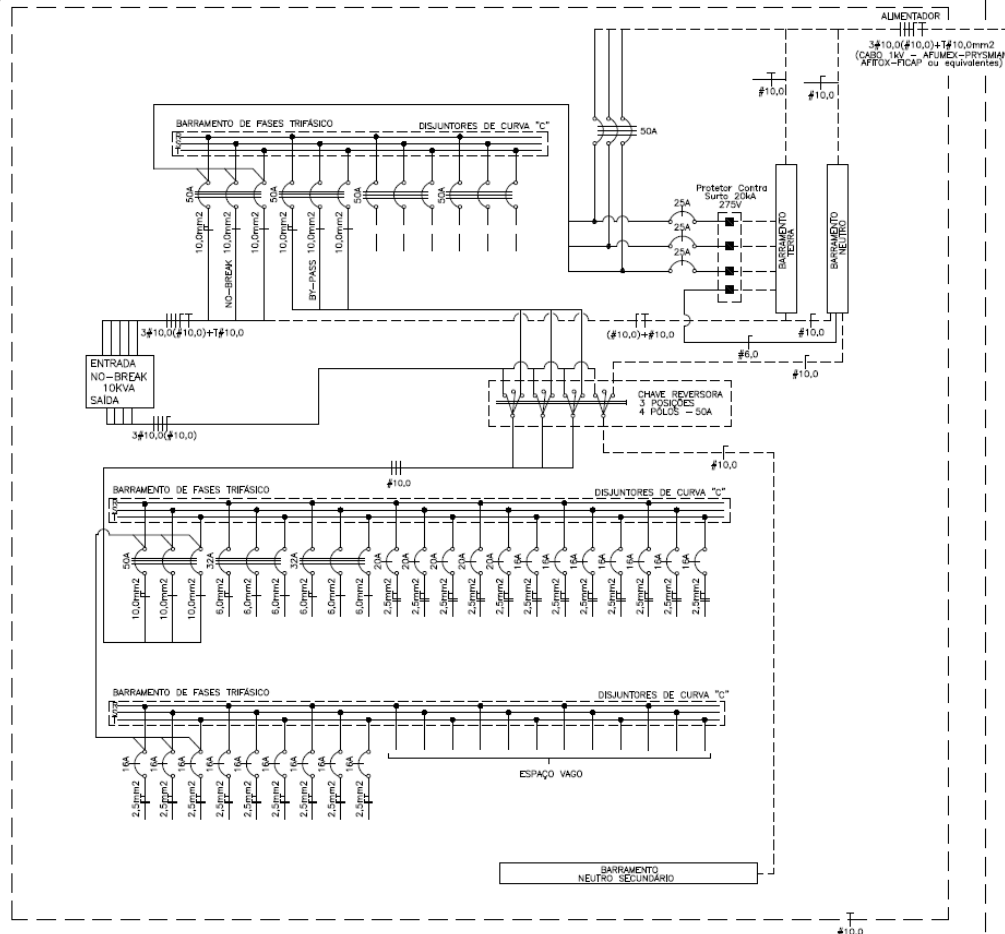 ALIMENTADOR
3#10,0(#10,0)+T#10,0mm2
(CABO 1kV - AFUMEX-PRYSMIAN
AFITOX-FICAP ou equivalentes)
#10,0
#10,0
BARRAMENTO DE FASES TRIFÁSICO
DISJUNTORES DE CURVA "C"
50A
50A
50A
50A
50A
10,0mm2
10,0mm2
10,0mm2
10,0mm2
10,0mm2
10,0mm2
NO-BREAK
BY-PASS
Protetor Contra
Surto 20kA
275V
25A
25A
25A
BARRAMENTO
TERRA
BARRAMENTO
NEUTRO
3#10,0(#10,0)+T#10,0
(#10,0)+#10,0
#10,0
#6,0
#10,0
ENTRADA
NO-BREAK
10KVA
SAÍDA
3#10,0(#10,0)
CHAVE REVERSORA
3 POSIÇÕES
4 PÓLOS - 50A
#10,0
#10,0
BARRAMENTO DE FASES TRIFÁSICO
DISJUNTORES DE CURVA "C"
50A
32A
32A
20A
20A
20A
20A
20A
16A
16A
16A
16A
16A
16A
16A
10,0mm2
10,0mm2
10,0mm2
6,0mm2
6,0mm2
6,0mm2
6,0mm2
6,0mm2
6,0mm2
2,5mm2
2,5mm2
2,5mm2
2,5mm2
2,5mm2
2,5mm2
2,5mm2
2,5mm2
2,5mm2
2,5mm2
2,5mm2
2,5mm2
BARRAMENTO DE FASES TRIFÁSICO
DISJUNTORES DE CURVA "C"
16A
16A
16A
16A
16A
16A
16A
16A
16A
2,5mm2
2,5mm2
2,5mm2
2,5mm2
2,5mm2
2,5mm2
2,5mm2
2,5mm2
2,5mm2
ESPAÇO VAGO
BARRAMENTO
NEUTRO SECUNDÁRIO
#10,0